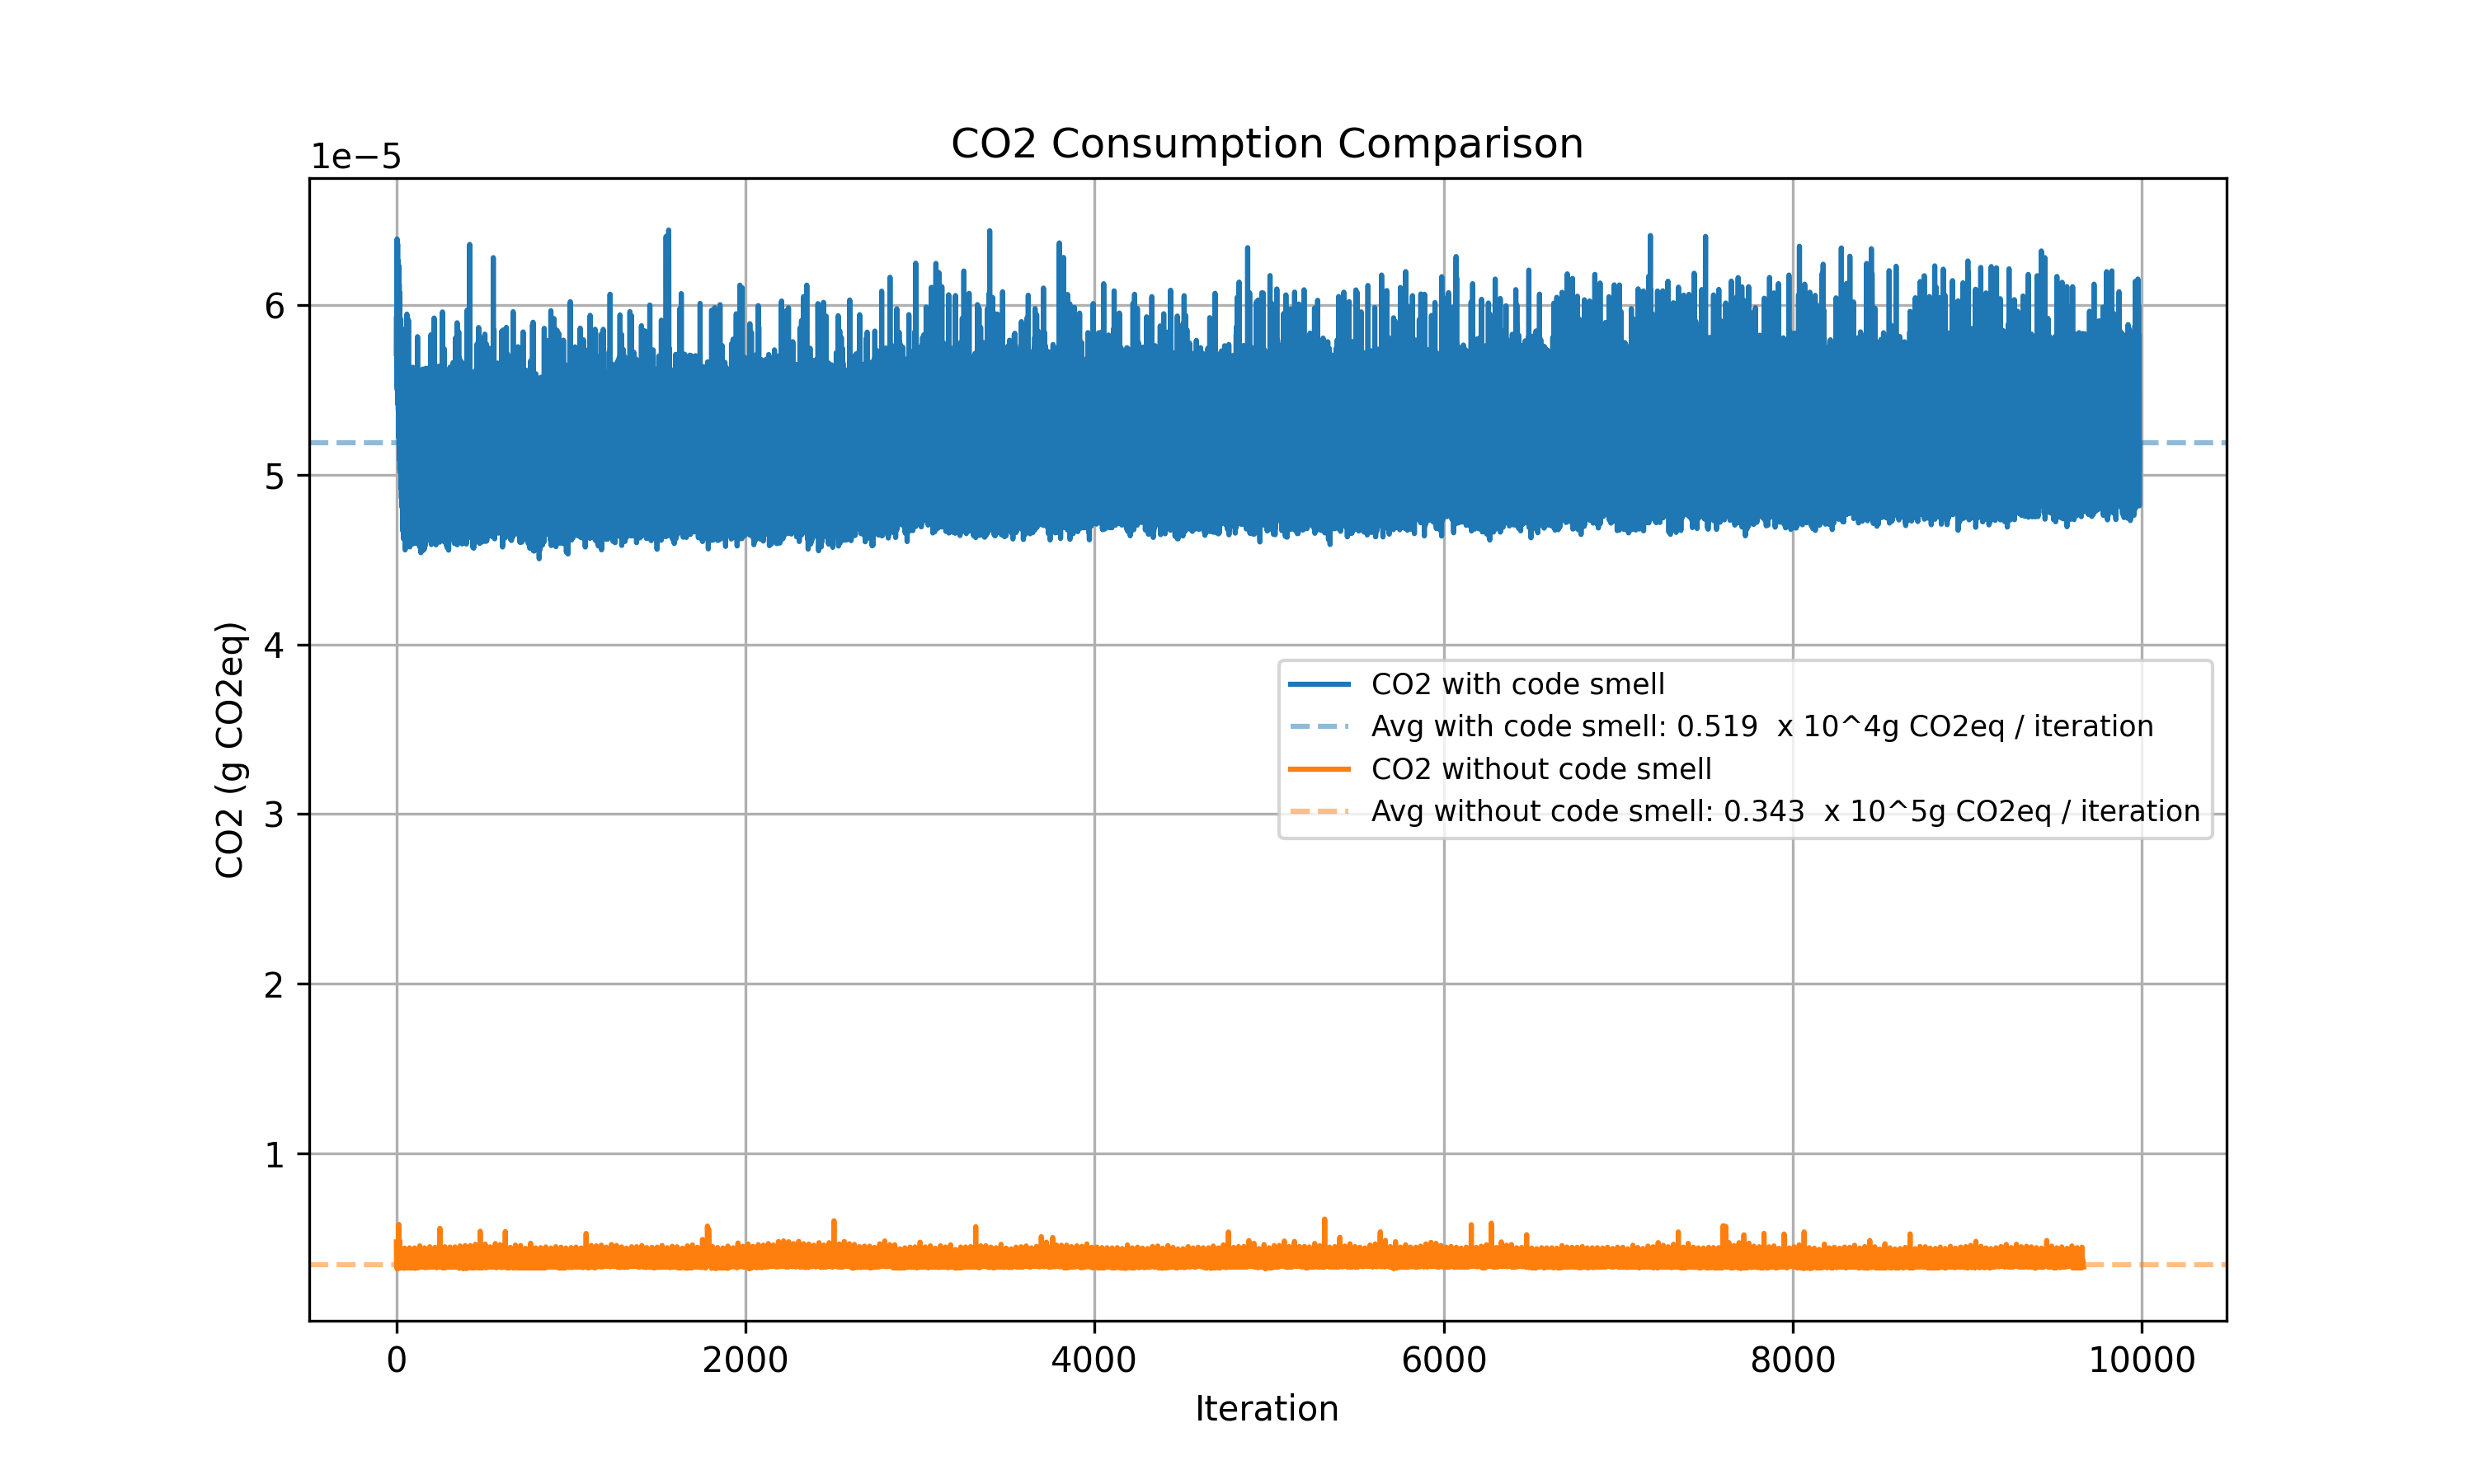 CO2 Consumption Comparison
1e−5
6
5
4
3
2
1
CO2 (g CO2eq)
CO2 with code smell
Avg with code smell: 0.519  x 10^4g CO2eq / iteration
CO2 without code smell
Avg without code smell: 0.343  x 10^5g CO2eq / iteration
0 2000 4000 6000 8000 10000
Iteration